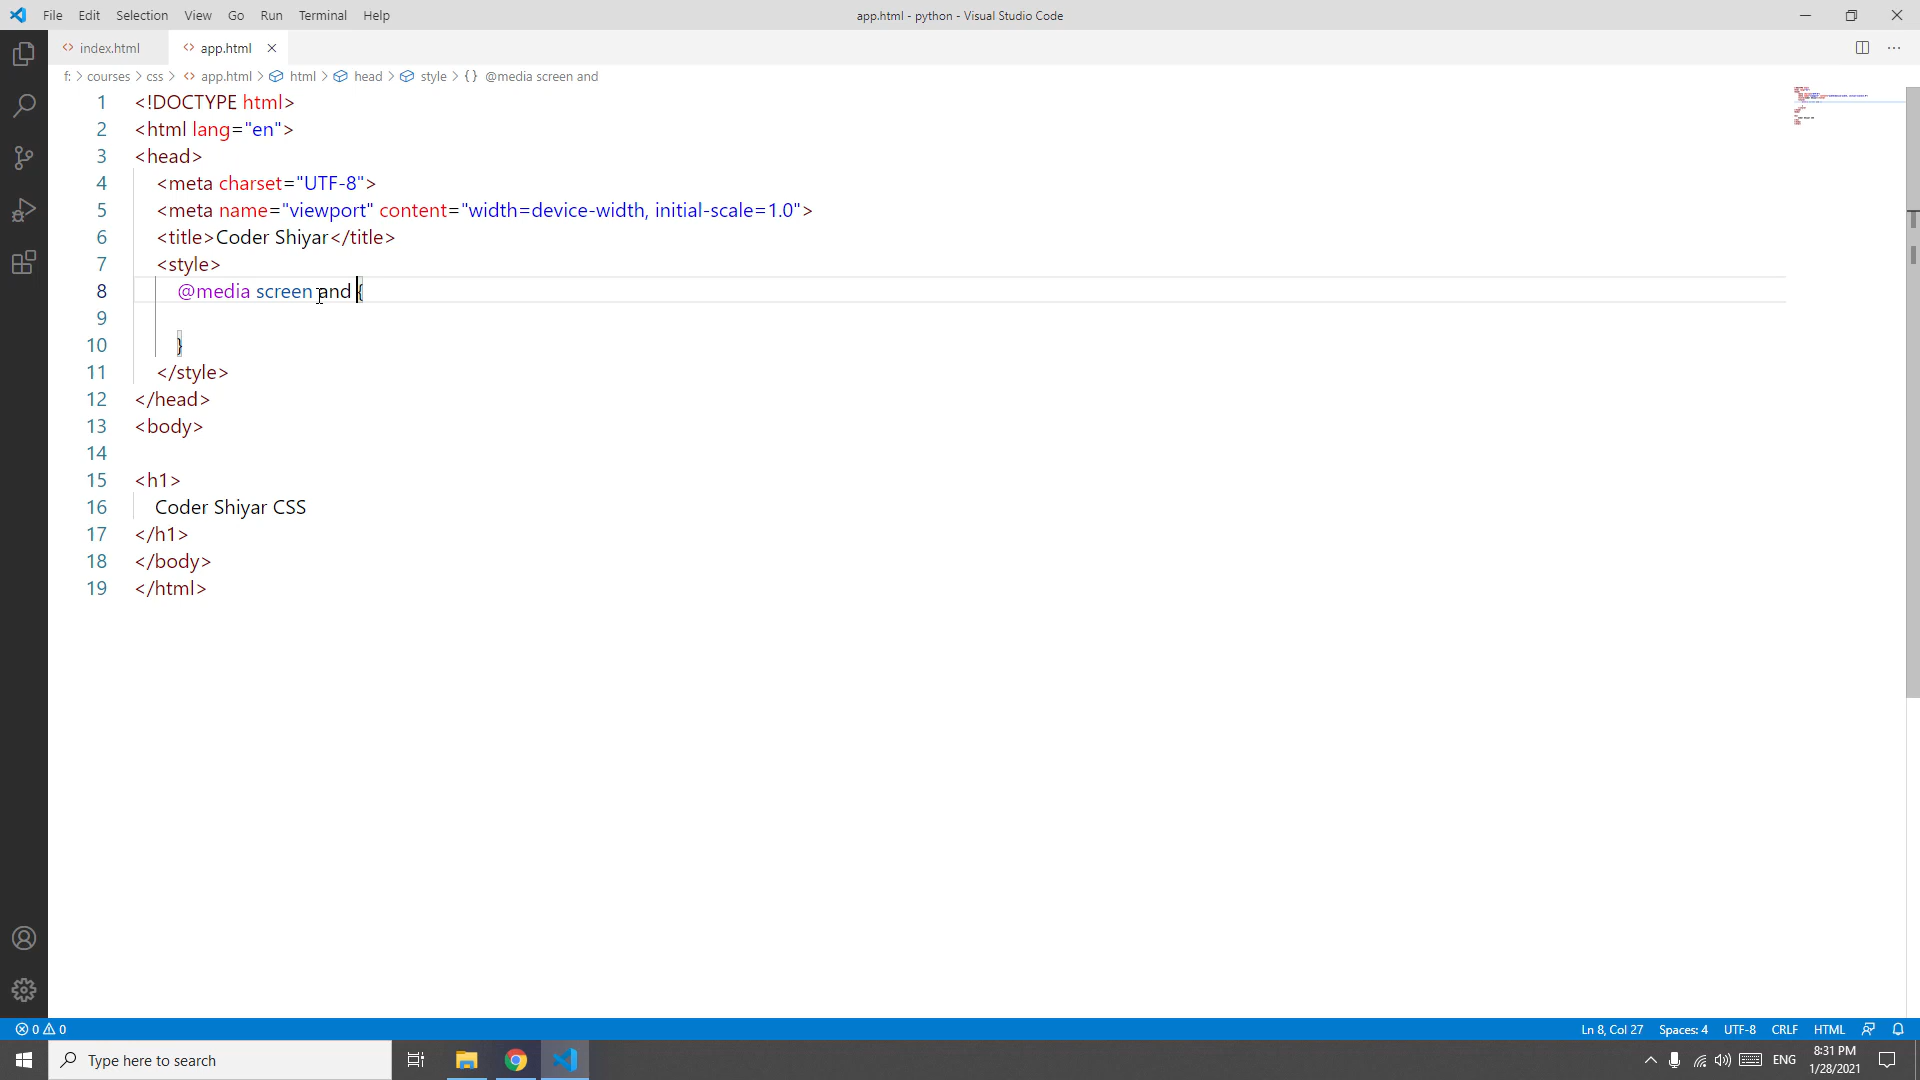 File Edit Selection View Go Run Terminal Help
app.html - python - Visual Studio Code
index.html
app.html
f: > courses > css > app.html > html > head > style > {} @media screen and
1 <!DOCTYPE html>
2 <html lang="en">
3 <head>
4 <meta charset="UTF-8">
5 <meta name="viewport" content="width=device-width, initial-scale=1.0">
6 <title>Coder Shiyar</title>
7 <style>
8 @media screen and {
9
10 }
11 </style>
12 </head>
13 <body>
14
15 <h1>
16 Coder Shiyar CSS
17 </h1>
18 </body>
19 </html>
0 0
Ln 8, Col 27 Spaces: 4 UTF-8 CRLF HTML
Type here to search
ENG
8:31 PM
1/28/2021